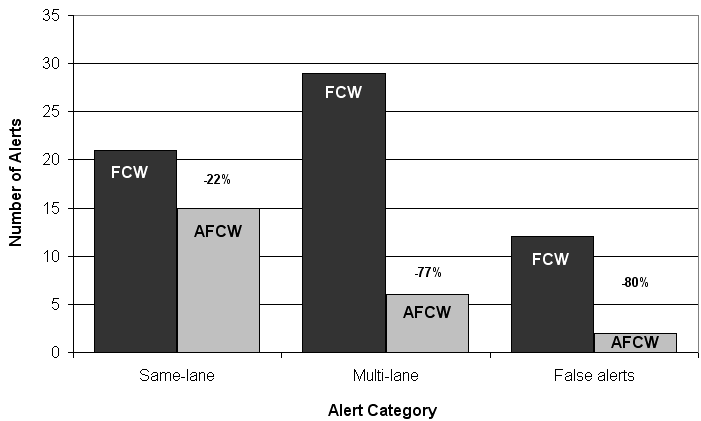 35
30
25
20
15
10
5
0
Number of Alerts
FCW
-22%
AFCW
FCW
-77%
AFCW
FCW
-80%
AFCW
Same-lane
Multi-lane
False alerts
Alert Category